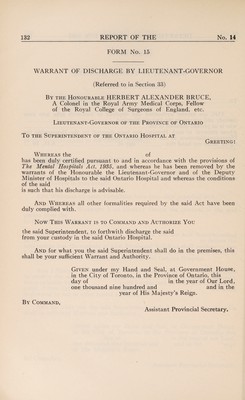 132 REPORT OF THE No. 14
FORM No. 15
WARRANT OF DISCHARGE BY LIEUTENANT-GOVERNOR
(Referred to in Section 33)
BY THE HONOURABLE HERBERT ALEXANDER BRUCE,
A Colonel in the Royal Army Medical Corps, Fellow
of the Royal College of Surgeons of England, etc.
LIEUTENANT-GOVERNOR OF THE PROVINCE OF ONTARIO
TO THE SUPERINTENDENT OF THE ONTARIO HOSPITAL AT
GREETING:
WHEREAS the of
has been duly certified pursuant to and in accordance with the provisions of
The Mental Hospitals Act, 1935, and whereas he has been removed by the
warrants of the Honourable the Lieutenant-Governor and of the Deputy
Minister of Hospitals to the said Ontario Hospital and whereas the conditions
of the said
is such that his discharge is advisable.
AND WHEREAS all other formalities required by the said Act have been
duly complied with.
NOW THIS WARRANT IS TO COMMAND AND AUTHORIZE YOU
the said Superintendent, to forthwith discharge the said
from your custody in the said Ontario Hospital.
AND for what you the said Superintendent shall do in the premises, this
shall be your sufficient Warrant and Authority.
GIVEN under my Hand and Seal, at Government House,
in the City of Toronto, in the Province of Ontario, this
day of in the year of Our Lord,
one thousand nine hundred and and in the
year of His Majesty's Reign.
BY COMMAND,
Assistant Provincial Secretary.